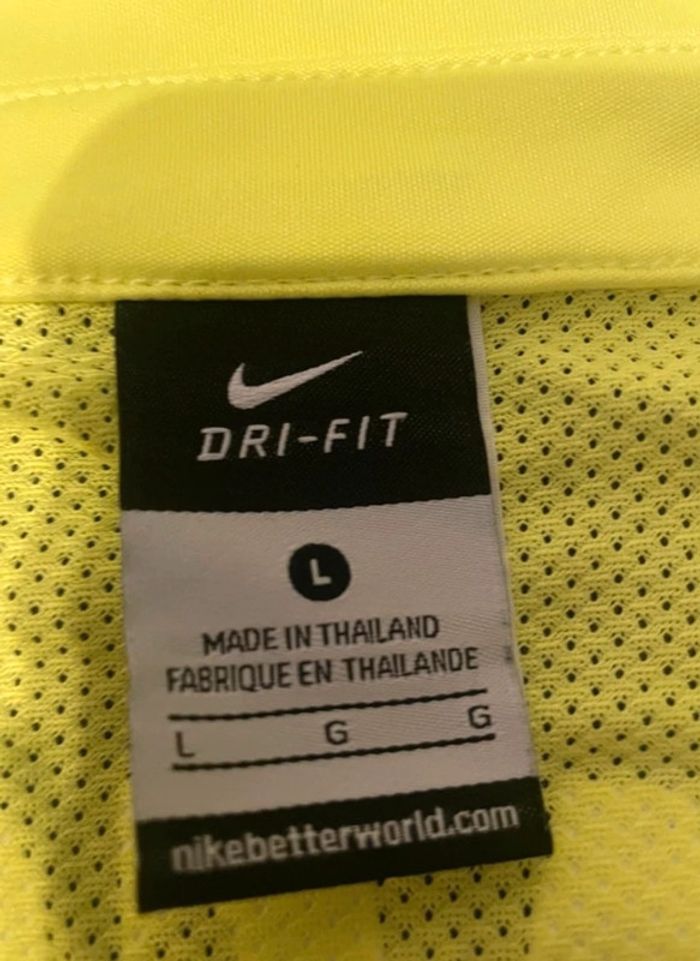 DRI-FIT
L
MADE IN THAILAND
FABRIQUE EN THAILANDE
L G G
nikebetterworld.com